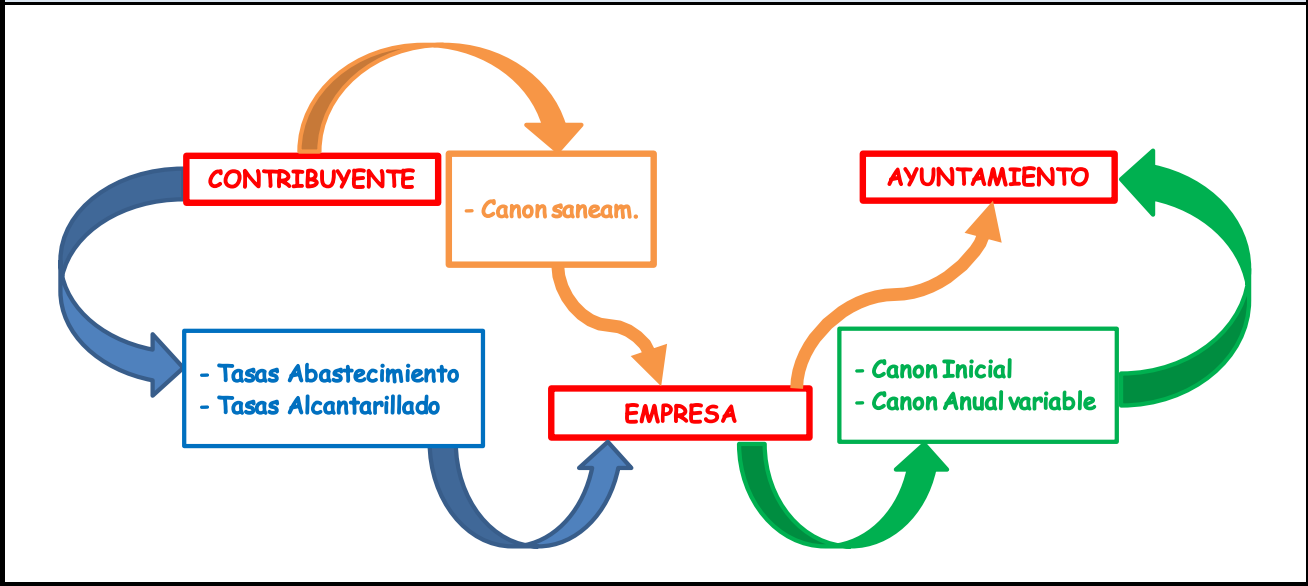 CONTRIBUYENTE
- Canon saneam.
AYUNTAMIENTO
- Tasas Abastecimiento
- Tasas Alcantarillado
EMPRESA
- Canon Inicial
- Canon Anual variable